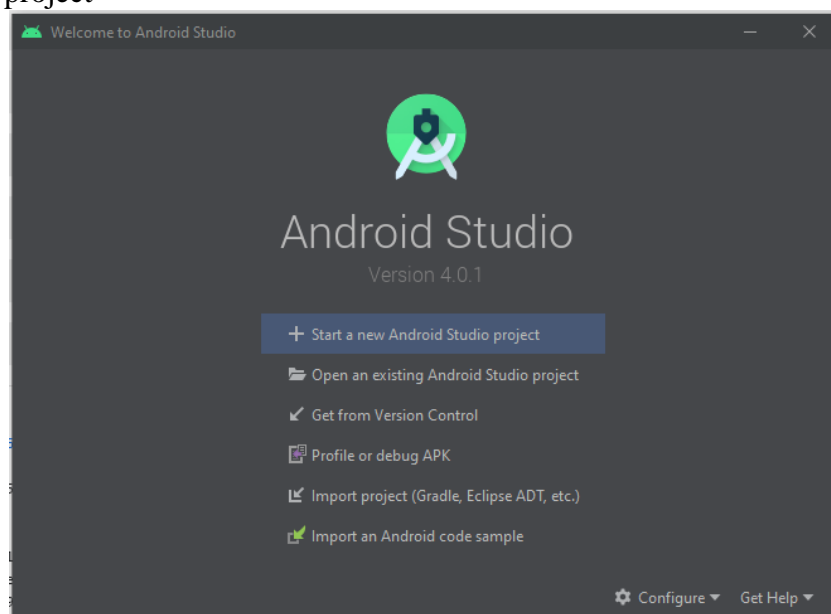 project
Welcome to Android Studio
Android Studio
Version 4.0.1
Start a new Android Studio project
Open an existing Android Studio project
Get from Version Control
Profile or debug APK
Import project (Gradle, Eclipse ADT, etc.)
Import an Android code sample
Configure Get Help